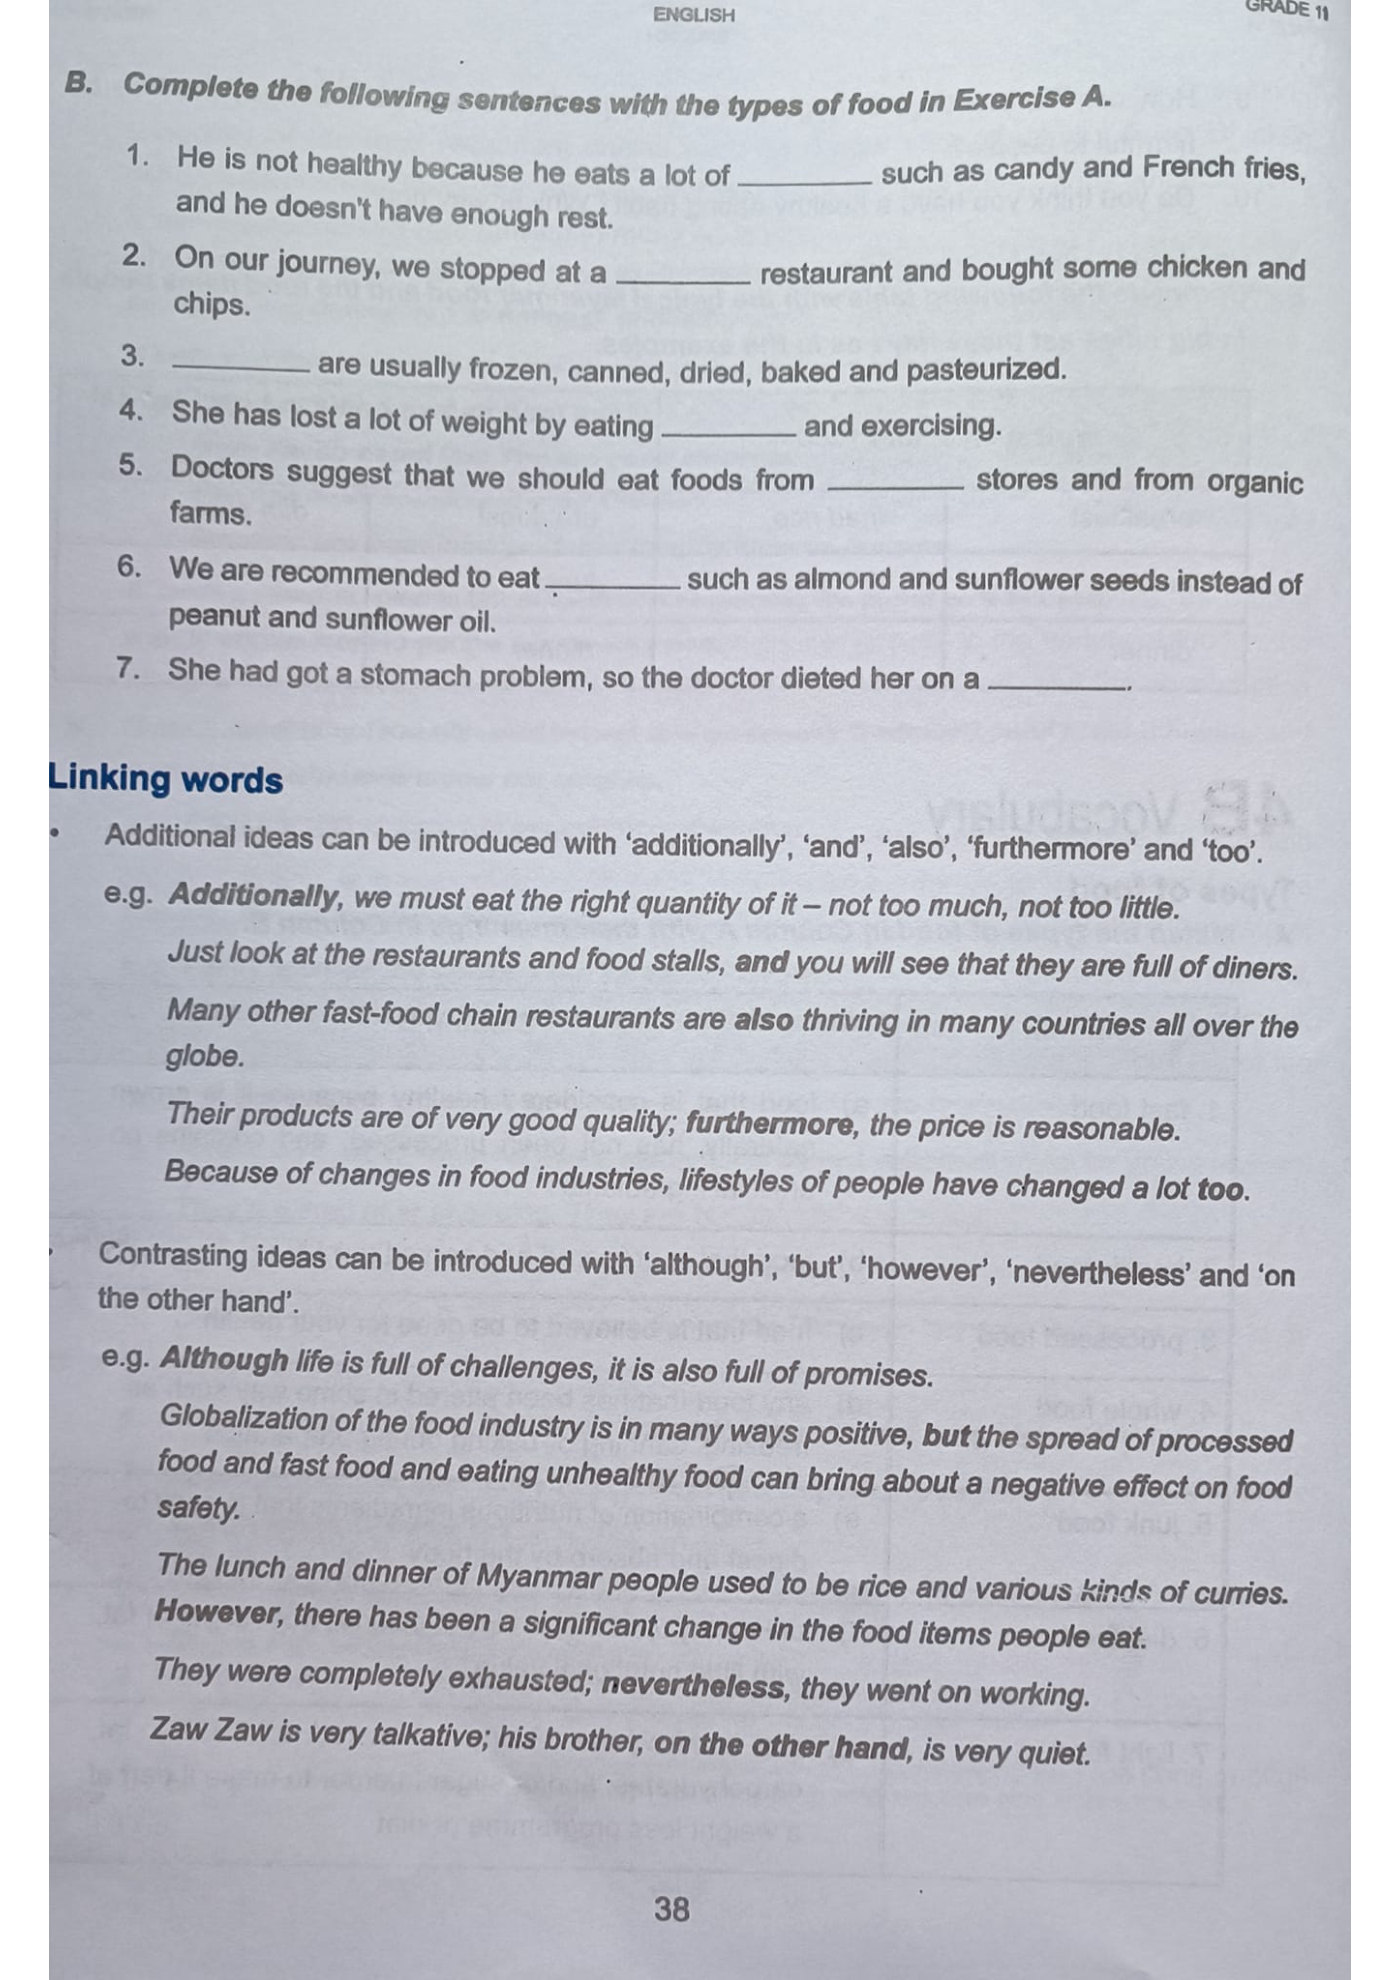 ENGLISH
GRADE 11
B. Complete the following sentences with the types of food in Exercise A.
1. He is not healthy because he eats a lot of ________ such as candy and French fries,
and he doesn't have enough rest.
2. On our journey, we stopped at a ________ restaurant and bought some chicken and
chips.
3. ________ are usually frozen, canned, dried, baked and pasteurized.
4. She has lost a lot of weight by eating ________ and exercising.
5. Doctors suggest that we should eat foods from ________ stores and from organic
farms.
6. We are recommended to eat ________ such as almond and sunflower seeds instead of
peanut and sunflower oil.
7. She had got a stomach problem, so the doctor dieted her on a ________.
Linking words
• Additional ideas can be introduced with ‘additionally’, ‘and’, ‘also’, ‘furthermore’ and ‘too’.
e.g. Additionally, we must eat the right quantity of it – not too much, not too little.
Just look at the restaurants and food stalls, and you will see that they are full of diners.
Many other fast-food chain restaurants are also thriving in many countries all over the
globe.
Their products are of very good quality; furthermore, the price is reasonable.
Because of changes in food industries, lifestyles of people have changed a lot too.
• Contrasting ideas can be introduced with ‘although’, ‘but’, ‘however’, ‘nevertheless’ and ‘on
the other hand’.
e.g. Although life is full of challenges, it is also full of promises.
Globalization of the food industry is in many ways positive, but the spread of processed
food and fast food and eating unhealthy food can bring about a negative effect on food
safety.
The lunch and dinner of Myanmar people used to be rice and various kinds of curries.
However, there has been a significant change in the food items people eat.
They were completely exhausted; nevertheless, they went on working.
Zaw Zaw is very talkative; his brother, on the other hand, is very quiet.
38